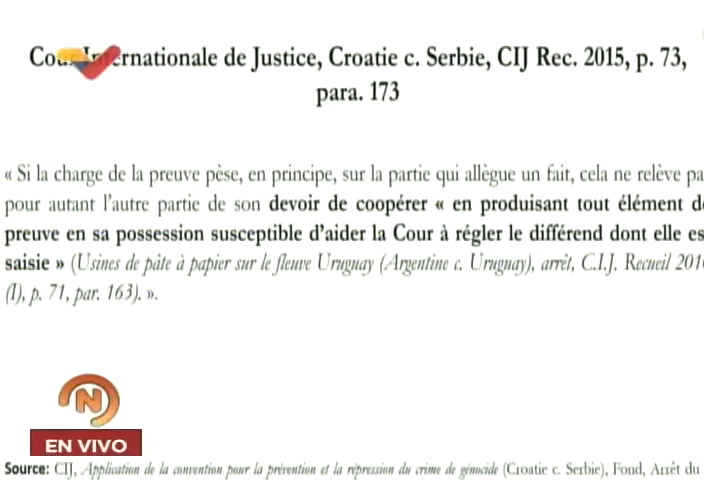 Cour Internationale de Justice, Croatie c. Serbie, CIJ Rec. 2015, p. 73,
para. 173
« Si la charge de la preuve pèse, en principe, sur la partie qui allègue un fait, cela ne relève pa
pour autant l'autre partie de son devoir de coopérer « en produisant tout élément d
preuve en sa possession susceptible d'aider la Cour à régler le différend dont elle es
saisie » (Usines de pâte à papier sur le fleuve Uruguay (Argentine c. Uruguay), arrêt, C.I.J. Recueil 201
(I), p. 71, par. 163). ».
N
EN VIVO
Source: CIJ, Application de la convention pour la prévention et la répression du crime de génocide (Croatie c. Serbie), Fond, Arrêt du